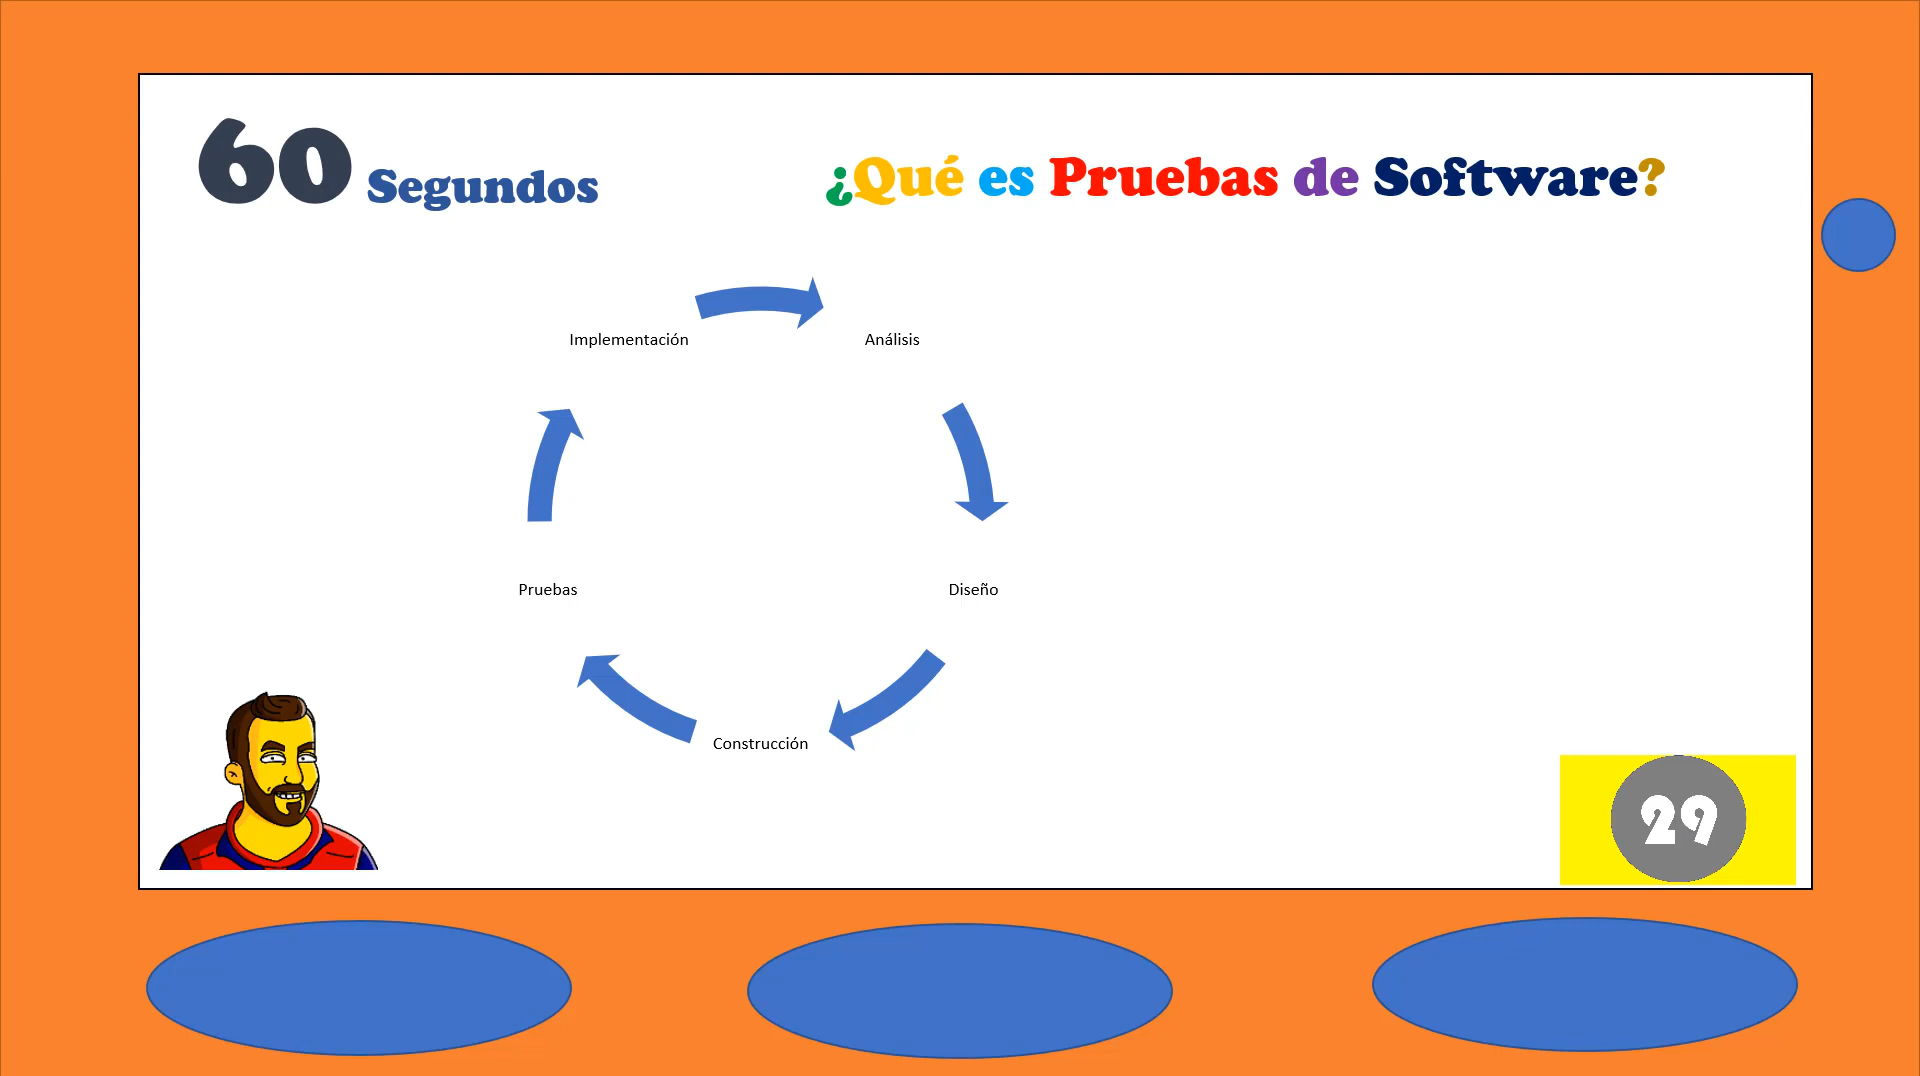 60 Segundos
¿Qué es Pruebas de Software?
Implementación
Análisis
Pruebas
Diseño
Construcción
29